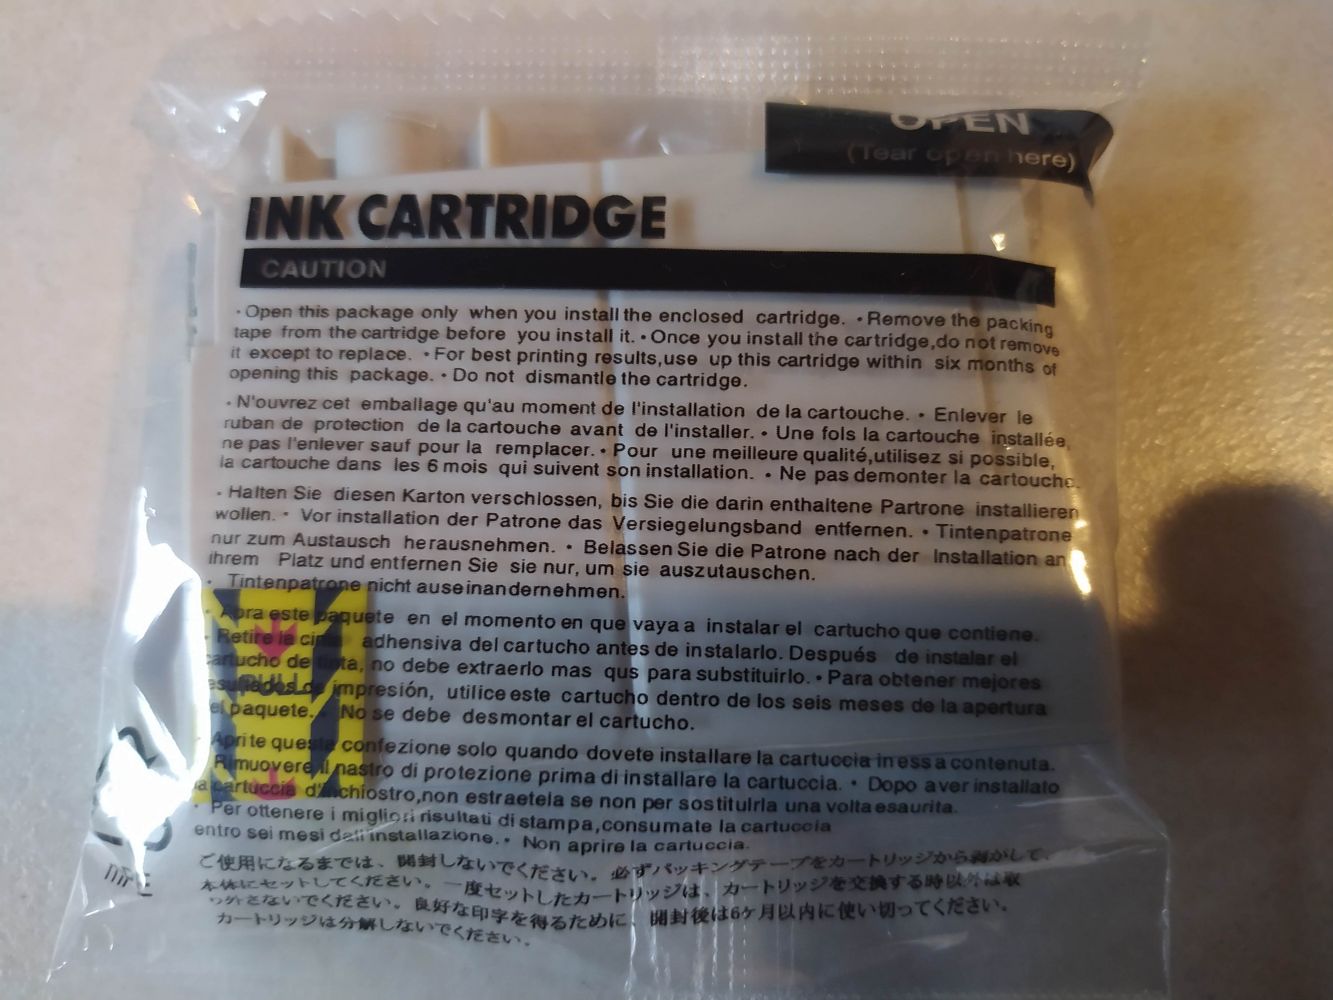 OPEN
(Tear open here)
INK CARTRIDGE
CAUTION
· Open this package only when you install the enclosed cartridge. · Remove the packing
tape from the cartridge before you install it. · Once you install the cartridge,do not remove
it except to replace. · For best printing results,use up this cartridge within six months of
opening this package. · Do not dismantle the cartridge.
· N'ouvrez cet emballage qu'au moment de l'installation de la cartouche. · Enlever le
ruban de protection de la cartouche avant de l'installer. · Une fols la cartouche installée,
ne pas l'enlever sauf pour la remplacer. · Pour une meilleure qualité,utilisez si possible,
la cartouche dans les 6 mois qui suivent son installation. · Ne pas demonter la cartouche.
· Halten Sie diesen Karton verschlossen, bis Sie die darin enthaltene Partrone installieren
wollen. · Vor installation der Patrone das Versiegelungsband entfernen. · Tintenpatrone
nur zum Austausch herausnehmen. · Belassen Sie die Patrone nach der Installation an
ihrem Platz und entfernen Sie sie nur, um sie auszutauschen.
· Tintenpatrone nicht auseinandernehmen.
· Abra este paquete en el momento en que vaya a instalar el cartucho que contiene.
· Retire la cinta adhensiva del cartucho antes de instalarlo. Después de instalar el
cartucho de tinta, no debe extraerlo mas qus para substituirlo. · Para obtener mejores
resultados de impresión, utilice este cartucho dentro de los seis meses de la apertura
el paquete. · No se debe desmontar el cartucho.
PULL
· Aprite questa confezione solo quando dovete installare la cartuccia in essa contenuta.
· Rimuovere il nastro di protezione prima di installare la cartuccia. · Dopo aver installato
la cartuccia d'inchiostro,non estraetela se non per sostituirla una volta esaurita.
· Per ottenere i migliori risultati di stampa,consumate la cartuccia
entro sei mesi dall'installazione. · Non aprire la cartuccia.
ご使用になるまでは、開封しないでください。必ずパッキングテープをカートリッジから剥がして、
本体にセットしてください。一度セットしたカートリッジは、カートリッジを交換する時以外は取
り外さないでください。良好な印字を得るために、開封後は6ケ月以内に使い切ってください。
カートリッジは分解しないでください。